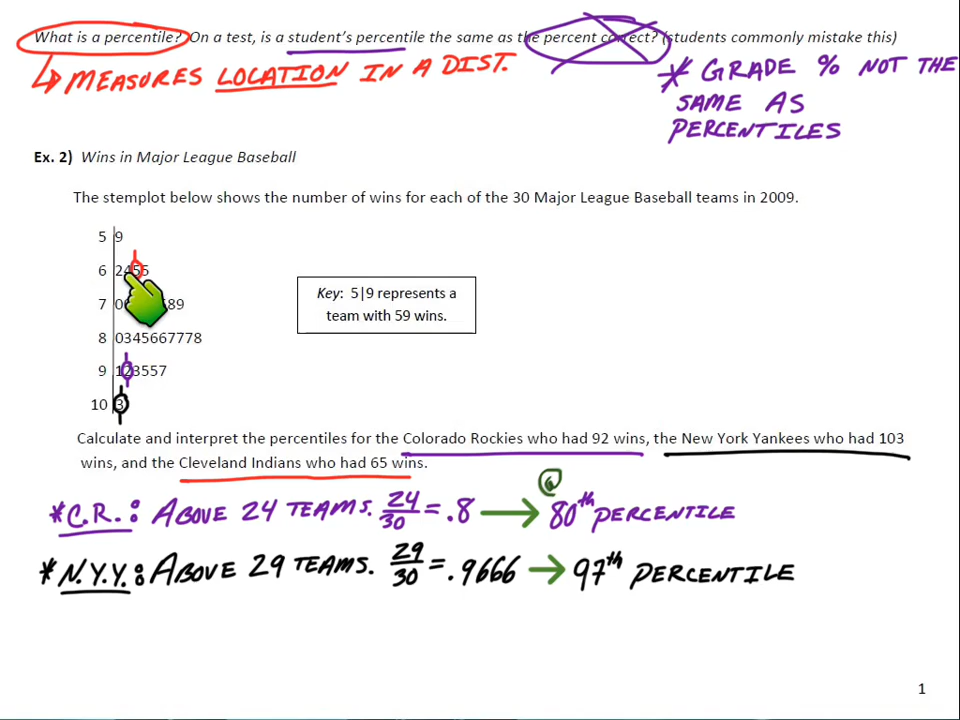 What is a percentile? On a test, is a student's percentile the same as the percent correct? (students commonly mistake this)
MEASURES LOCATION IN A DIST.
* GRADE % NOT THE
SAME AS
PERCENTILES
Ex. 2) Wins in Major League Baseball
The stemplot below shows the number of wins for each of the 30 Major League Baseball teams in 2009.
5 9
6 2455
7 0 89
8 0345667778
9 123557
10 3
Key: 5|9 represents a
team with 59 wins.
Calculate and interpret the percentiles for the Colorado Rockies who had 92 wins, the New York Yankees who had 103
wins, and the Cleveland Indians who had 65 wins.
*C.R.: ABOVE 24 TEAMS. 24/30 = .8 → @ 80th PERCENTILE
*N.Y.Y.: ABOVE 29 TEAMS. 29/30 = .9666 → 97th PERCENTILE
1